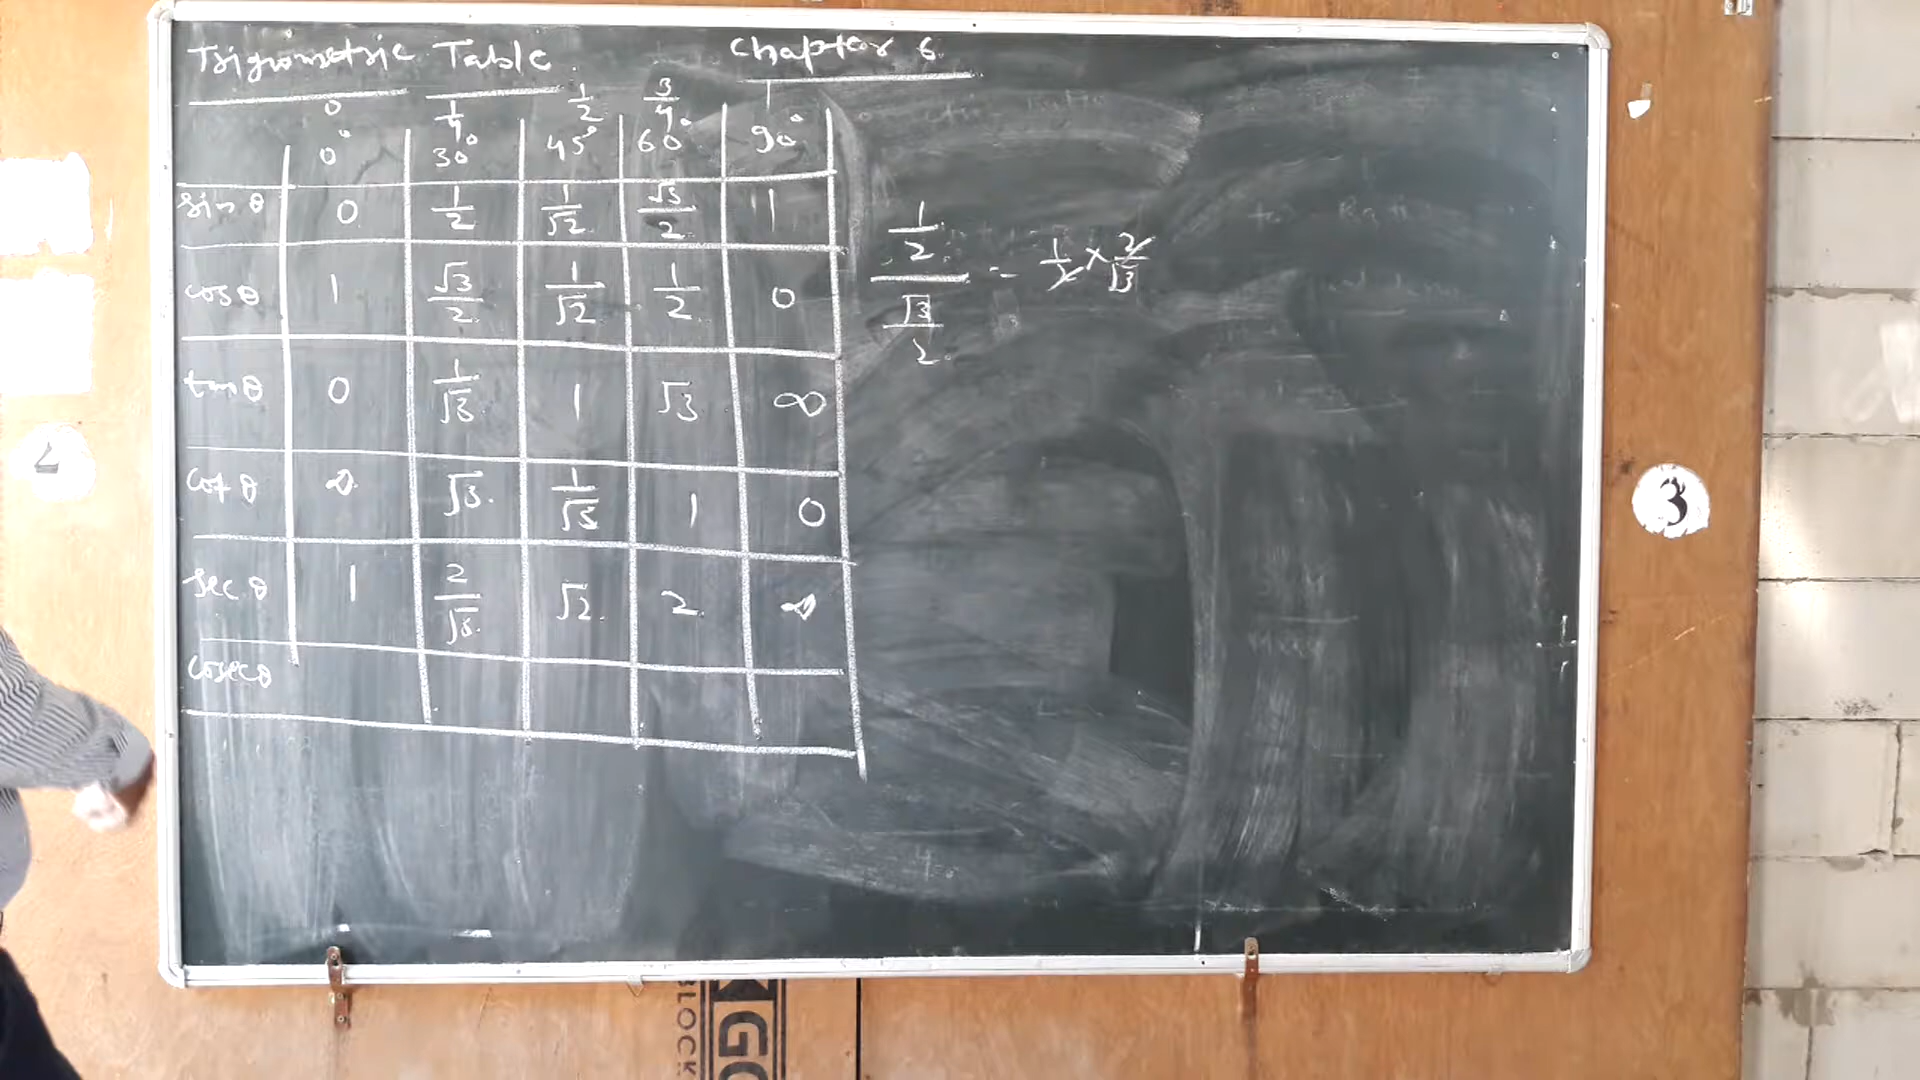 Trignometric Table. Chapter 6
0 1/4 1/2 3/4 1
0° 30° 45° 60° 90°
sin θ 0 1/2 1/√2 √3/2 1
cos θ 1 √3/2 1/√2 1/2 0
tan θ 0 1/√3 1 √3 ∞
cot θ ∞ √3 1/√3 1 0
sec θ 1 2/√3 √2 2 ∞
cosec θ
1/2 / √3/2 = 1/2 × 2/√3
2
3
BLOCK